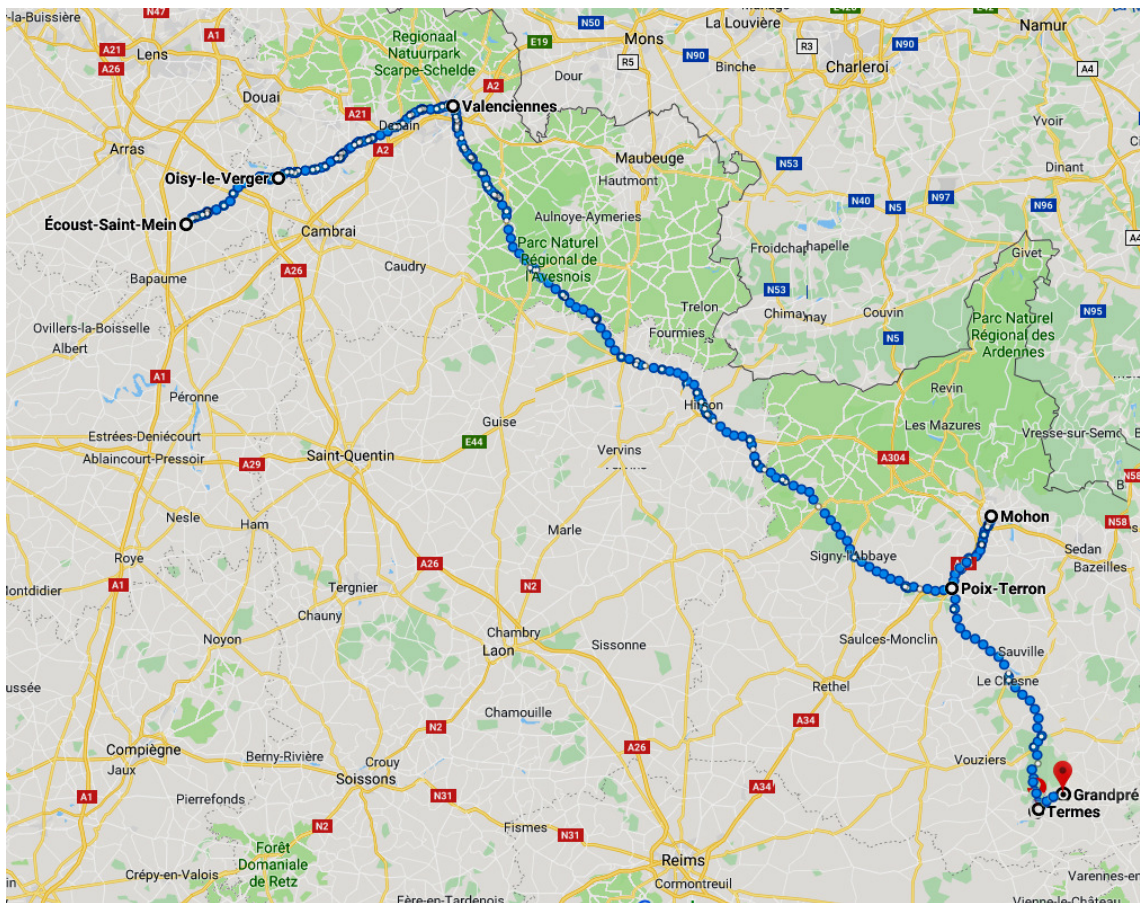 la-Buissière)
N47
A1
N50
La Louvière
N90
Namur
A21
A26
Lens
Regionaal
Natuurpark
Scarpe-Schelde
E19
Mons
R5
N90
Binche
R3
N90
Charleroi
A4
Dour
Douai
A2
A21
Valenciennes
Denain
A2
Yvoir
Arras
Maubeuge
N53
Dinant
Oisy-le-Verger
Hautmont
N40
N5
N97
N96
Écoust-Saint-Mein
Aulnoye-Aymeries
Cambrai
Parc Naturel
Régional de
l'Avesnois
Givet
A4
Bapaume
A26
Caudry
N53
Trelon
Couvin
N95
Ovillers-la-Boisselle
Albert
Fourmies
N5
Parc Naturel
Régional des
Ardennes
A1
Péronne
Revin
Guise
Les Mazures
Estrées-Deniécourt
Ablaincourt-Pressoir
E44
Vervins
Vresse-sur-Sem
A29
Saint-Quentin
A304
N58
Nesle
Ham
Marle
Mohon
N58
Roye
A26
N2
Signy-l'Abbaye
Sedan
Bazeilles
Montdidier
A1
Tergnier
Poix-Terron
Chauny
Noyon
Chambry
Laon
Sissonne
Saulces-Monclin
Sauville
Le Chesne
Rethel
Chamouille
N2
A34
A26
Compiègne
Jaux
Berny-Rivière
Crouy
Soissons
Vouziers
A1
Pierrefonds
N31
A34
Grandpré
Termes
N2
Fismes
N31
Forêt
Domaniale
de Retz
Reims
Crépy-en-Valois
Cormontreuil
Fère-en-Tardenois
Varennes-en
Vienne-le-Château